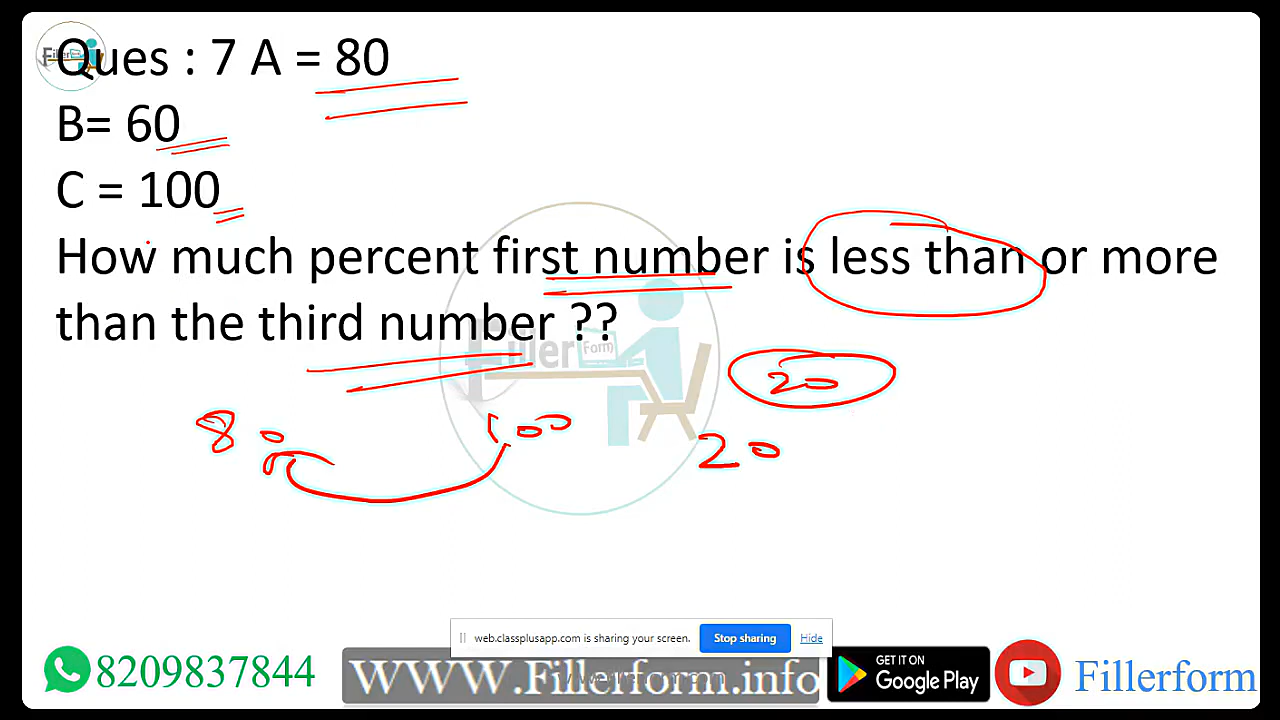 Ques : 7 A = 80
B= 60
C = 100
How much percent first number is less than or more
than the third number ??
Filler Form
20
80 100 20
web.classplusapp.com is sharing your screen. Stop sharing Hide
8209837844
WWW.Fillerform.info
GET IT ON
Google Play
Fillerform